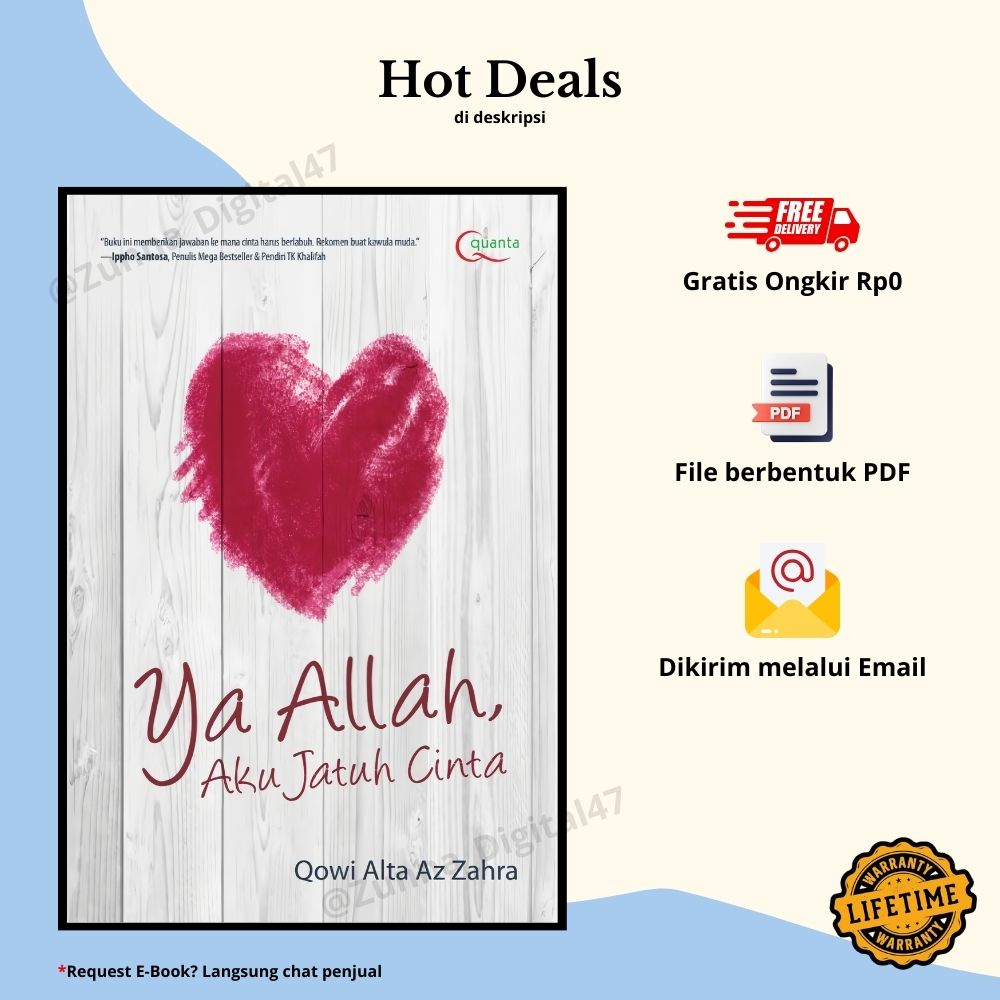 Hot Deals
di deskripsi
@Zunna_Digital47
"Buku ini memberikan jawaban ke mana cinta harus berlabuh. Rekomen buat kawula muda."
—Ippho Santosa, Penulis Mega Bestseller & Pendiri TK Khalifah
quanta
Ya Allah,
Aku Jatuh Cinta
Qowi Alta Az Zahra
@Zunna_Digital47
FREE
DELIVERY
Gratis Ongkir Rp0
PDF
File berbentuk PDF
@
Dikirim melalui Email
WARRANTY
LIFETIME
WARRANTY
*Request E-Book? Langsung chat penjual